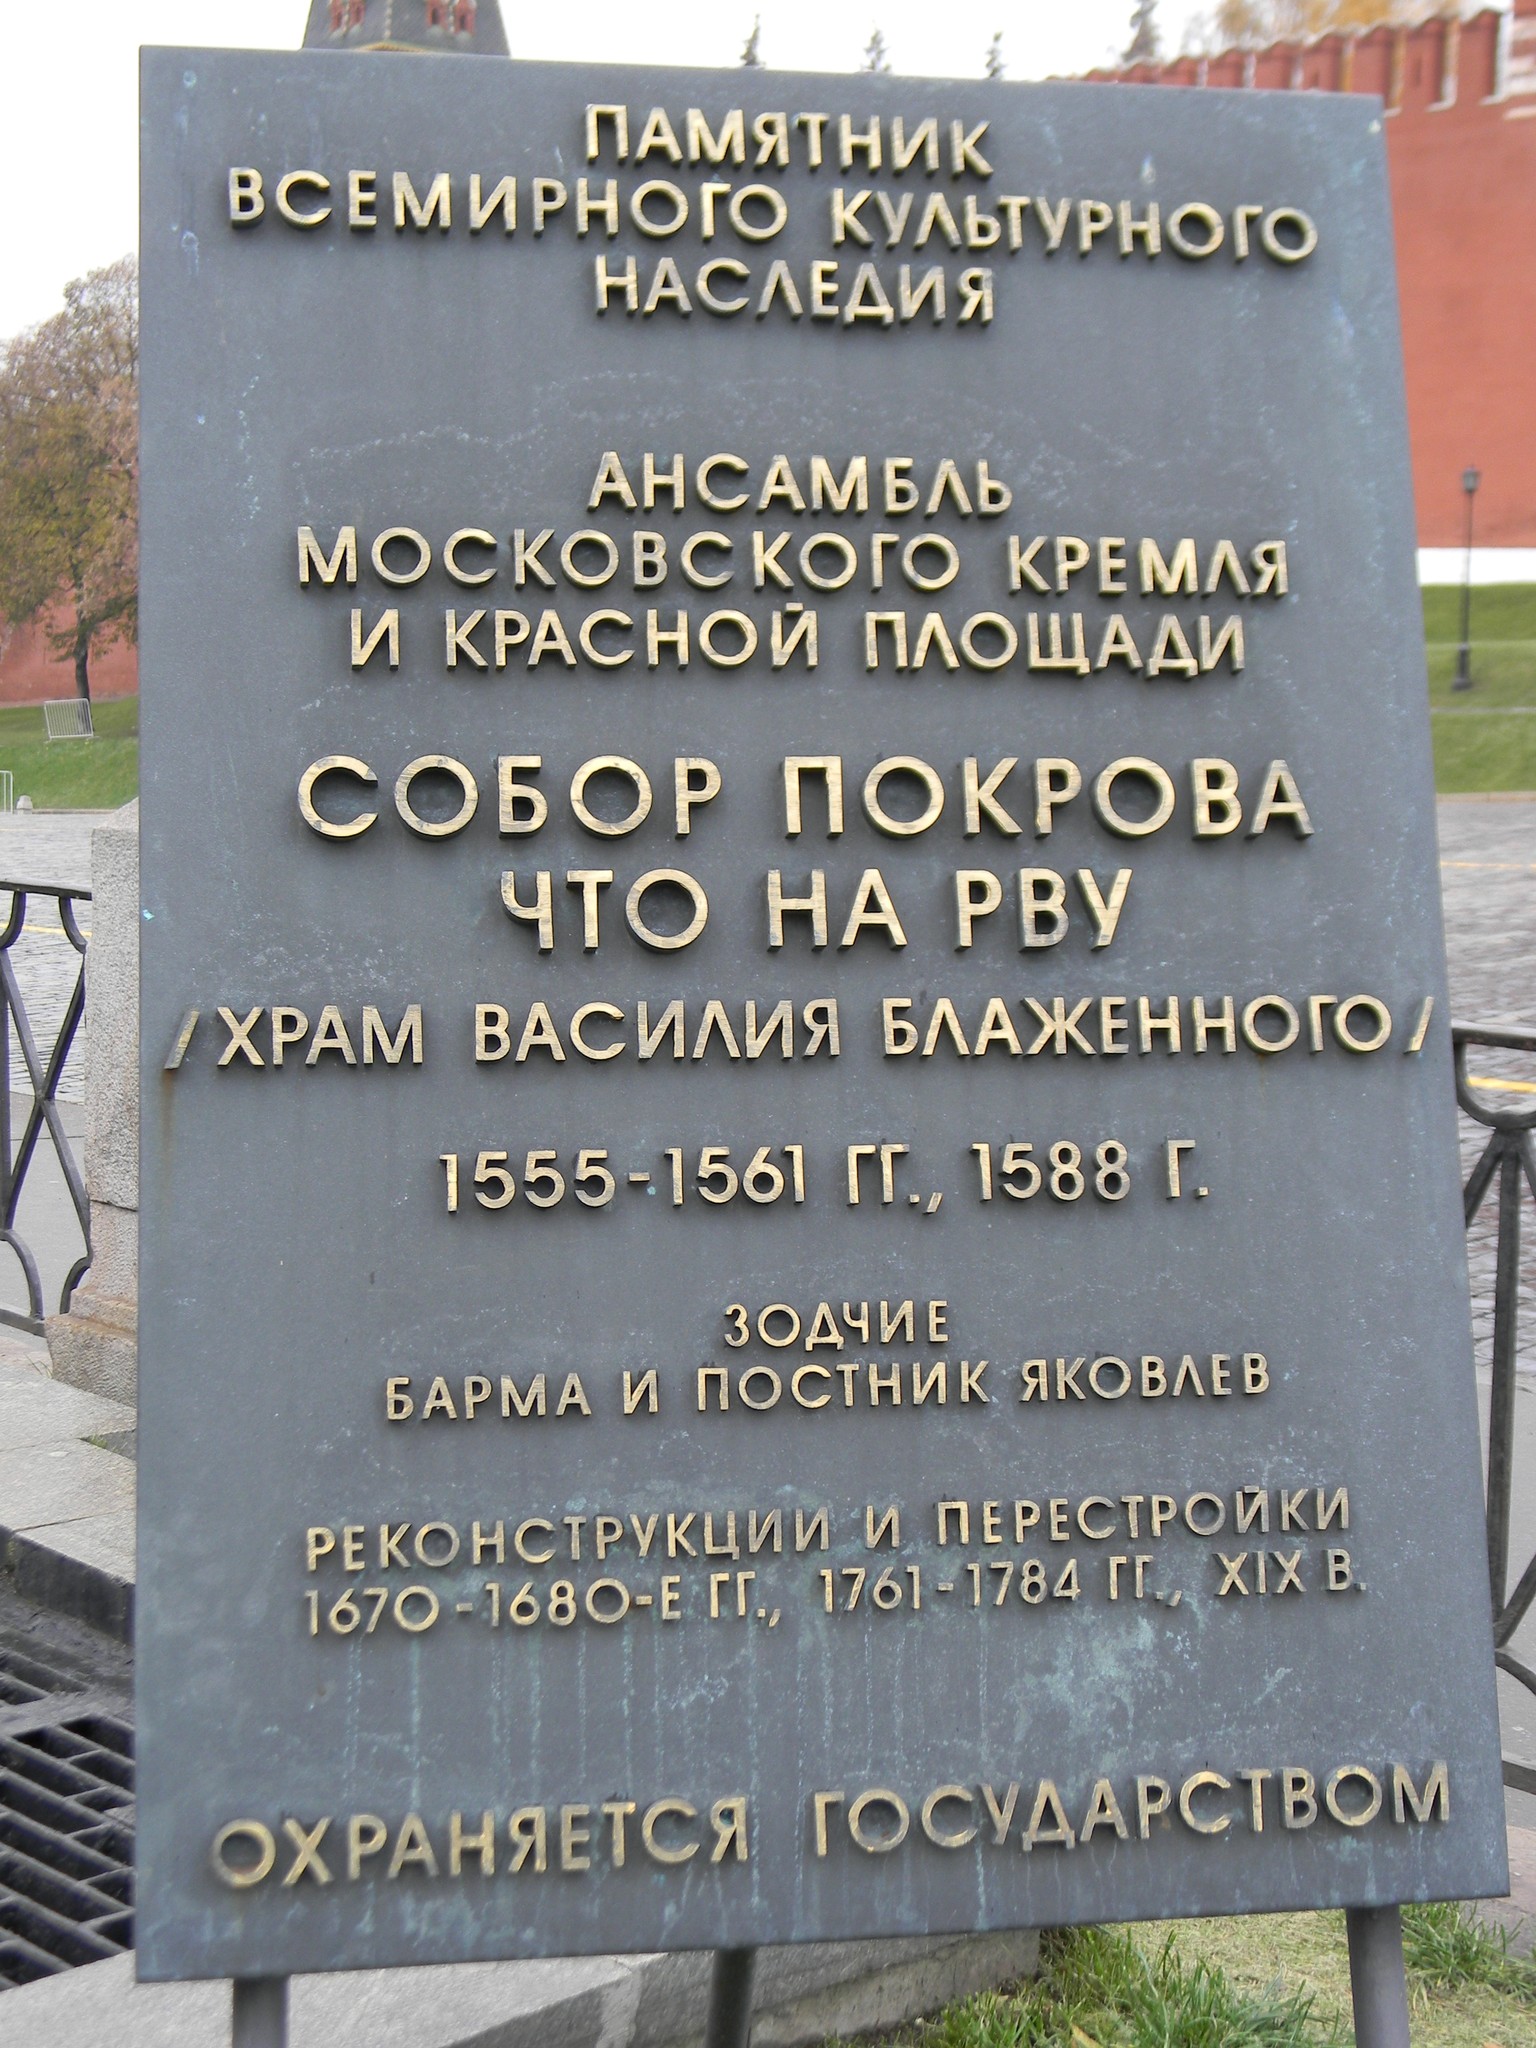 ПАМЯТНИК
ВСЕМИРНОГО КУЛЬТУРНОГО
НАСЛЕДИЯ
АНСАМБЛЬ
МОСКОВСКОГО КРЕМЛЯ
И КРАСНОЙ ПЛОЩАДИ
СОБОР ПОКРОВА
ЧТО НА РВУ
/ХРАМ ВАСИЛИЯ БЛАЖЕННОГО/
1555-1561 ГГ., 1588 Г.
ЗОДЧИЕ
БАРМА И ПОСТНИК ЯКОВЛЕВ
РЕКОНСТРУКЦИИ И ПЕРЕСТРОЙКИ
1670-1680-Е ГГ., 1761-1784 ГГ., XIX В.
ОХРАНЯЕТСЯ ГОСУДАРСТВОМ